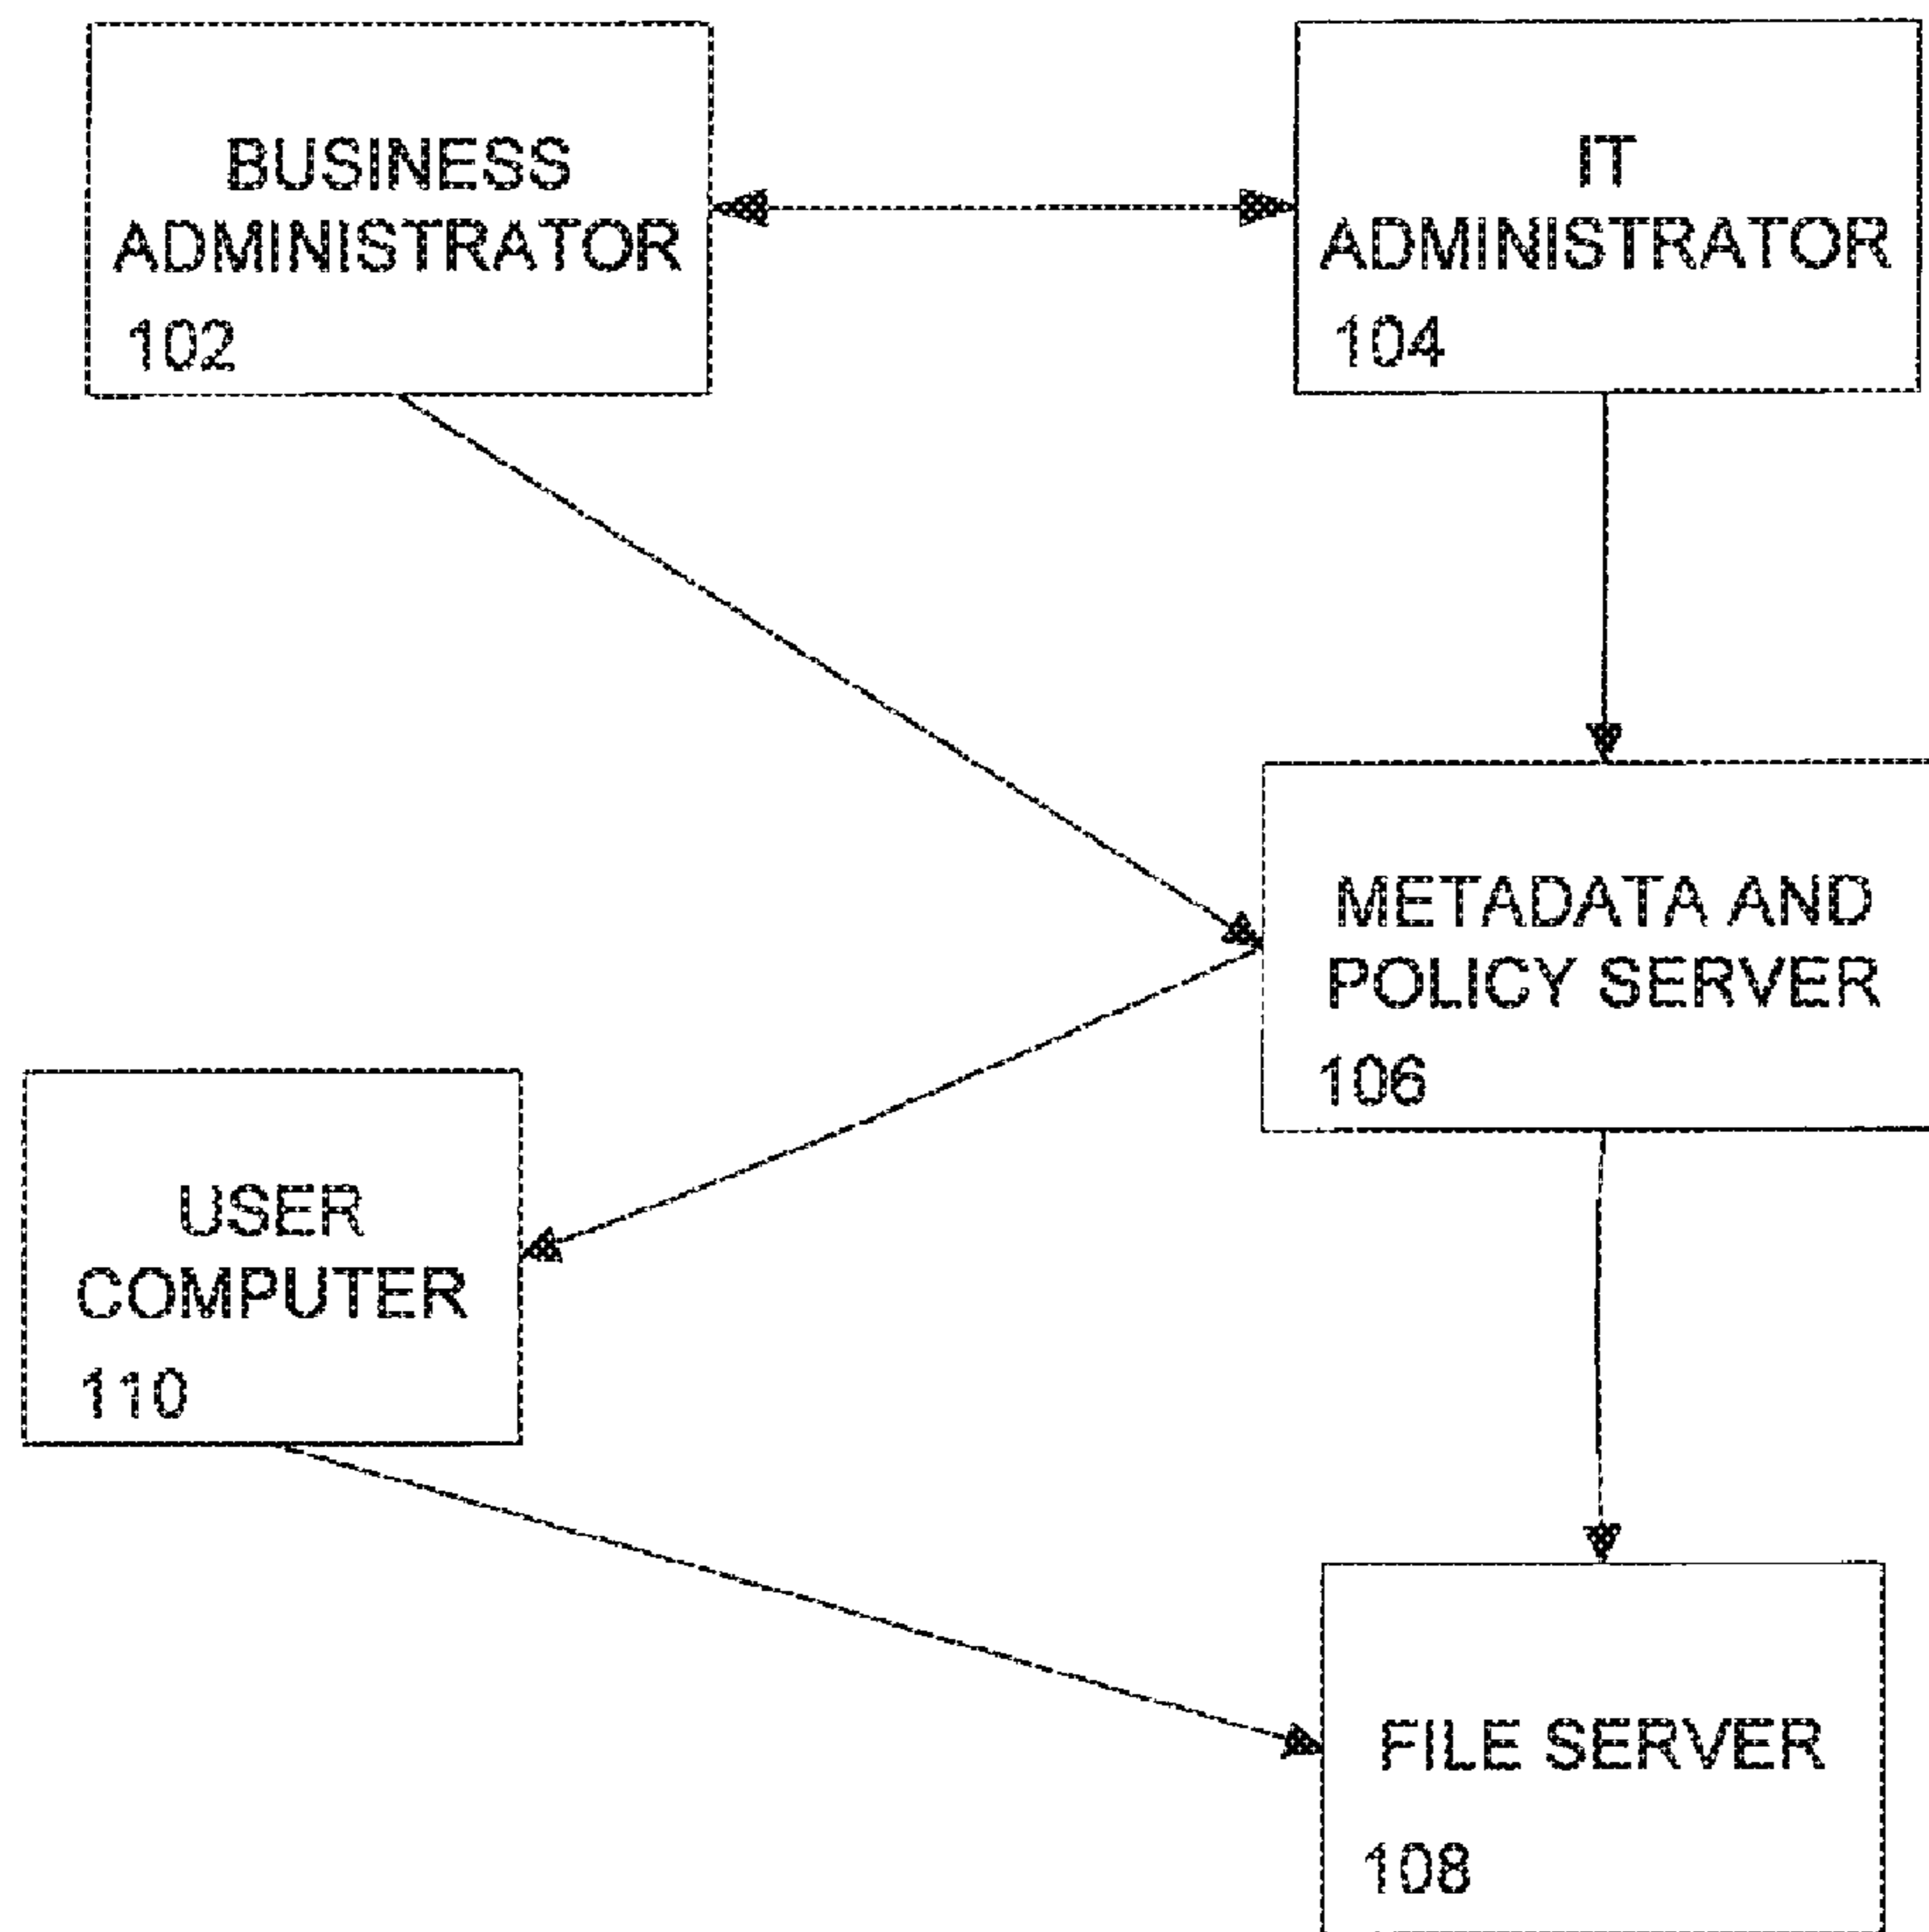 BUSINESS
ADMINISTRATOR
102
IT
ADMINISTRATOR
104
METADATA AND
POLICY SERVER
106
USER
COMPUTER
110
FILE SERVER
108